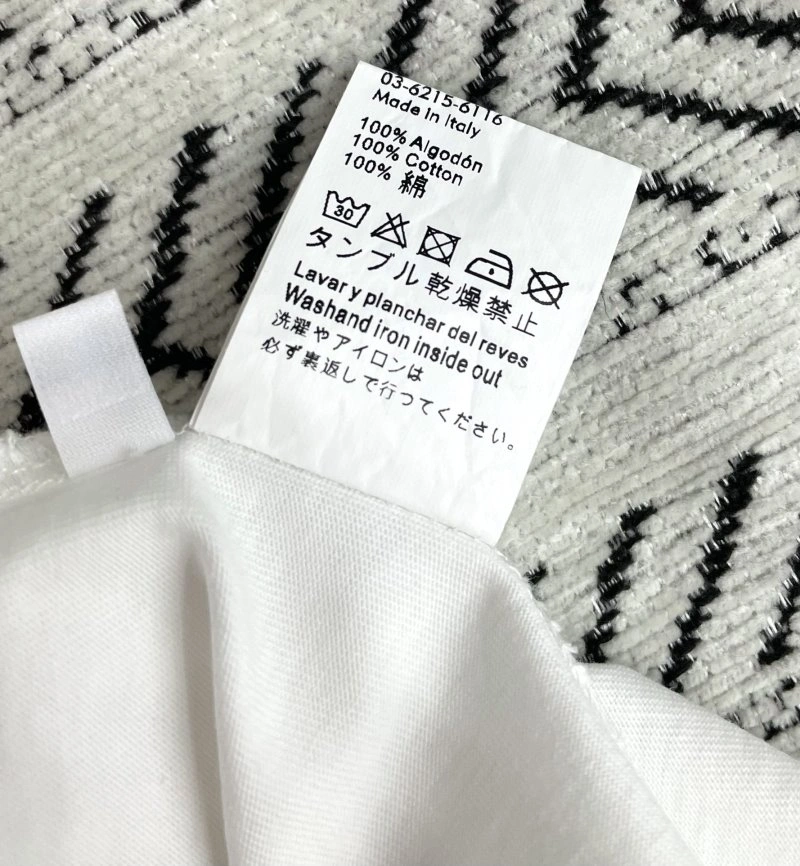 03-6215-6116
Made in Italy
100% Algodón
100% Cotton
100% 綿
30
タンブル乾燥禁止
Lavar y planchar del reves
Washand iron inside out
洗濯やアイロンは
必ず裏返しで行つてください。